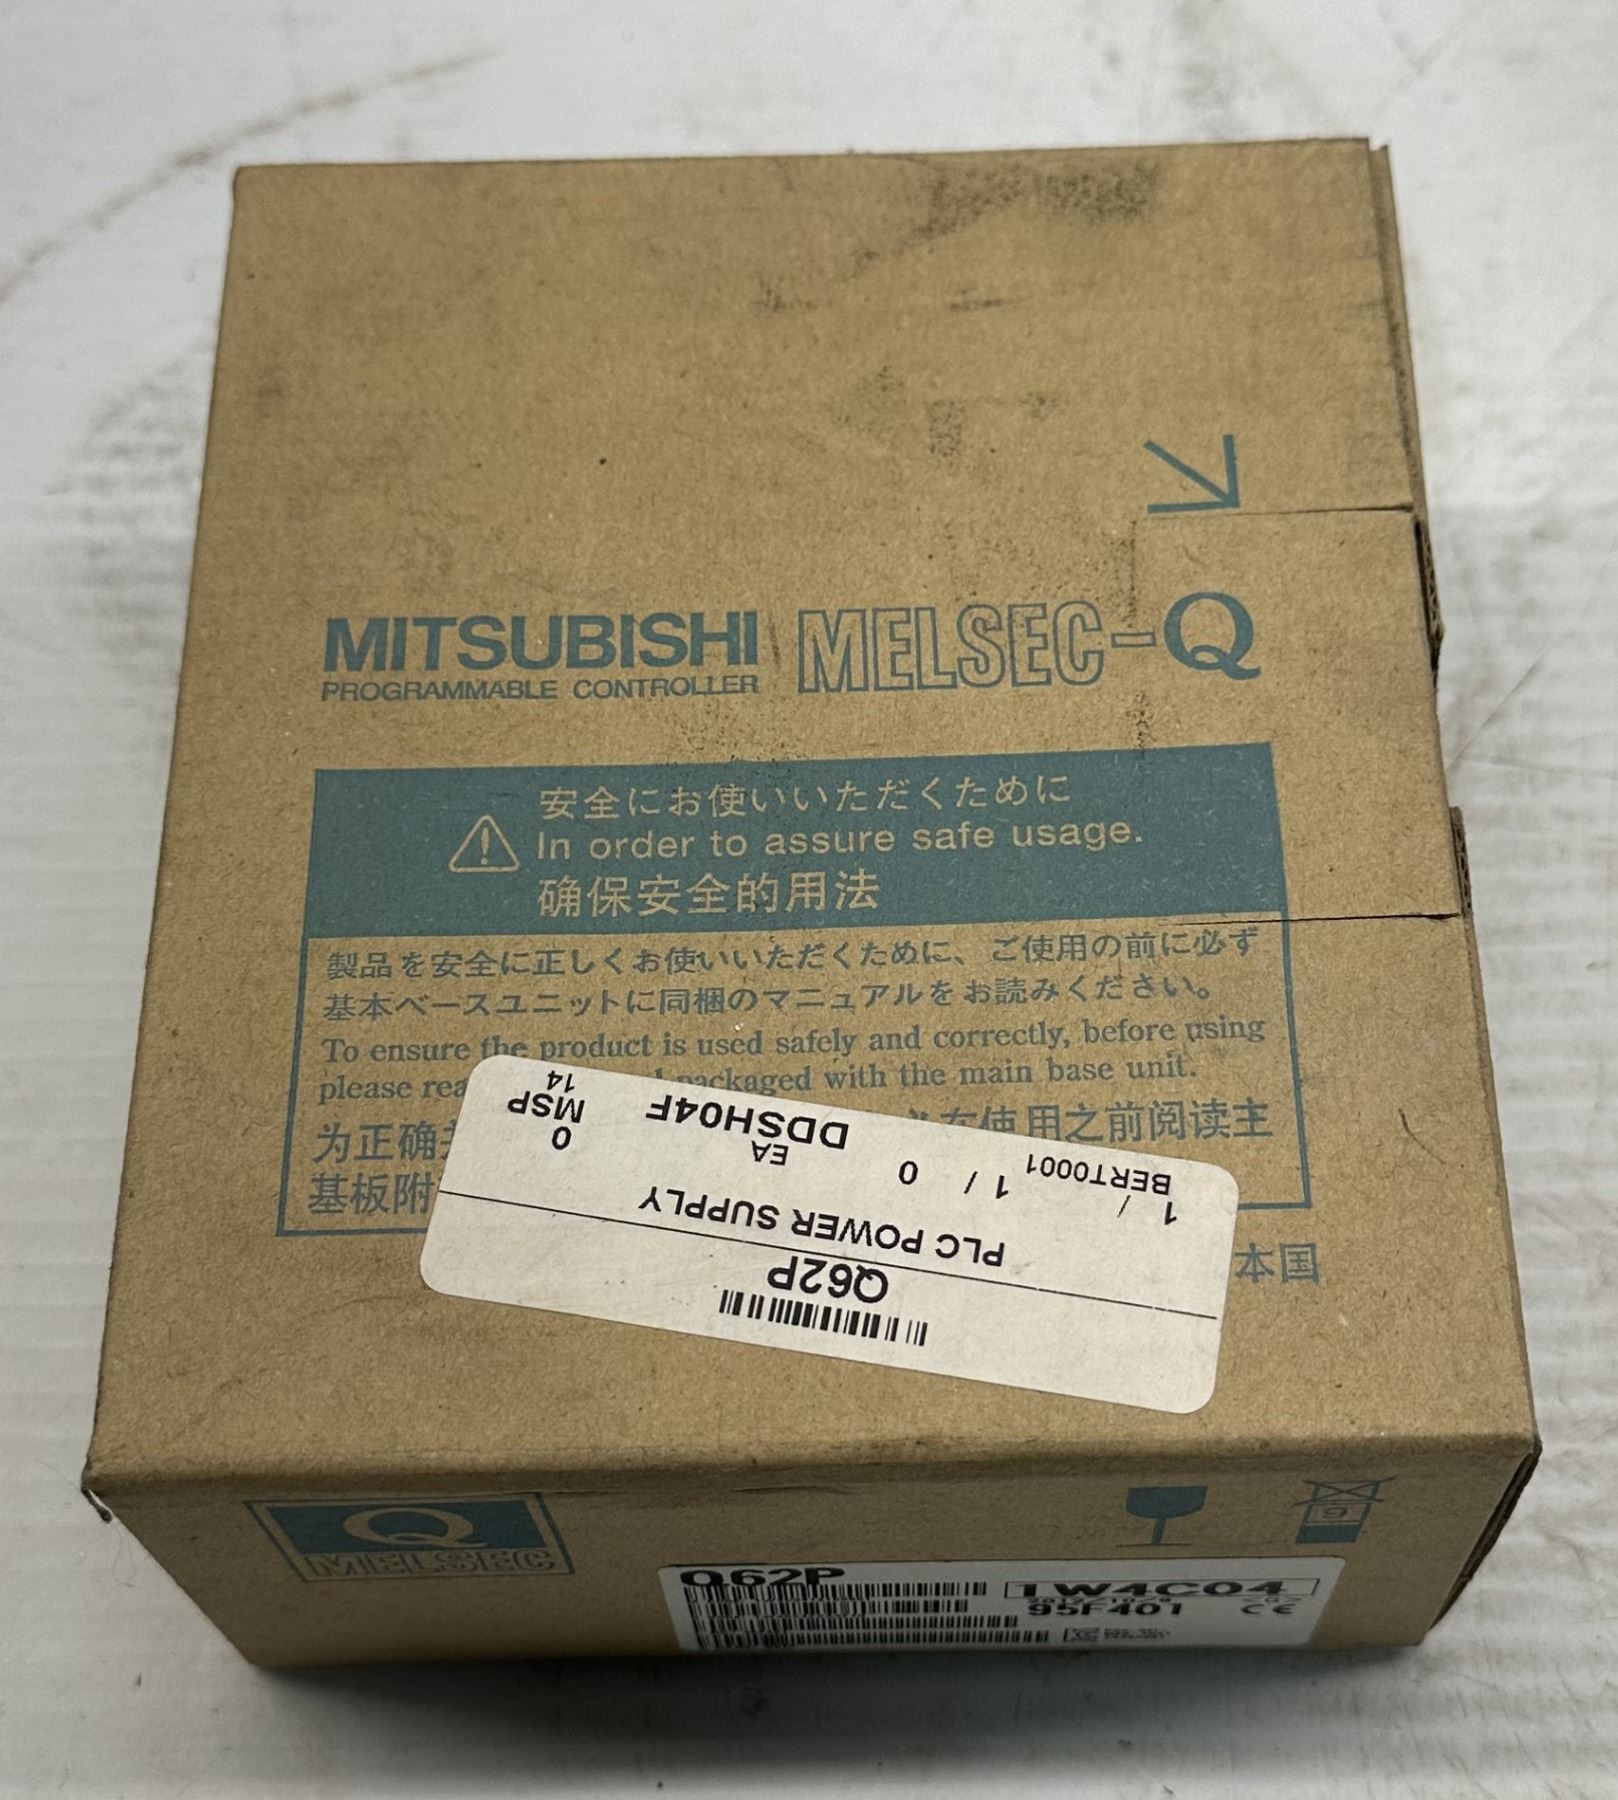 MITSUBISHI MELSEC-Q
PROGRAMMABLE CONTROLLER
安全にお使いいただくために
In order to assure safe usage.
确保安全的用法
製品を安全に正しくお使いいただくために、ご使用の前に必ず
基本ベースユニットに同梱のマニュアルをお読みください。
To ensure the product is used safely and correctly, before using
please packaged with the main base unit.
为正确 在使用之前阅读主
基板附
本国
Q62P
PLC POWER SUPPLY
1 / BERT0001 1 / 0 EA 0
DDSH04F MSP
14
Q
MELSEC
6
Q62P
1W4C04
95F401 CE